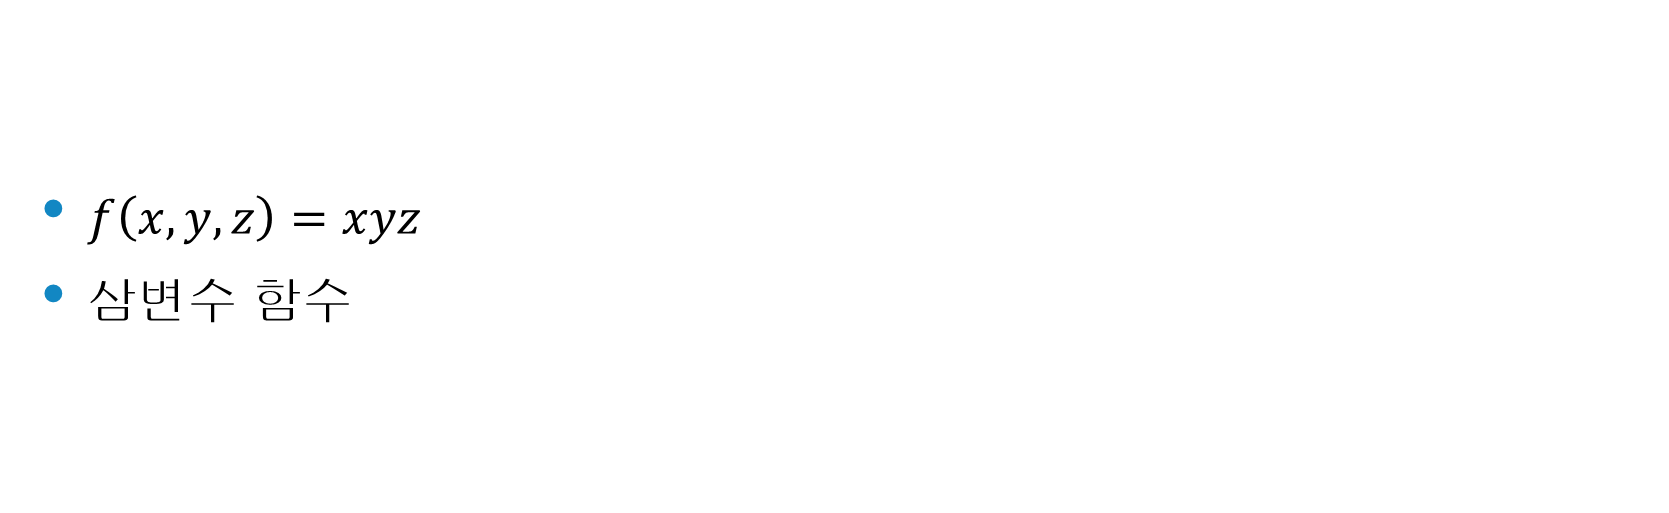 • f(x, y, z) = xyz
• 삼변수 함수